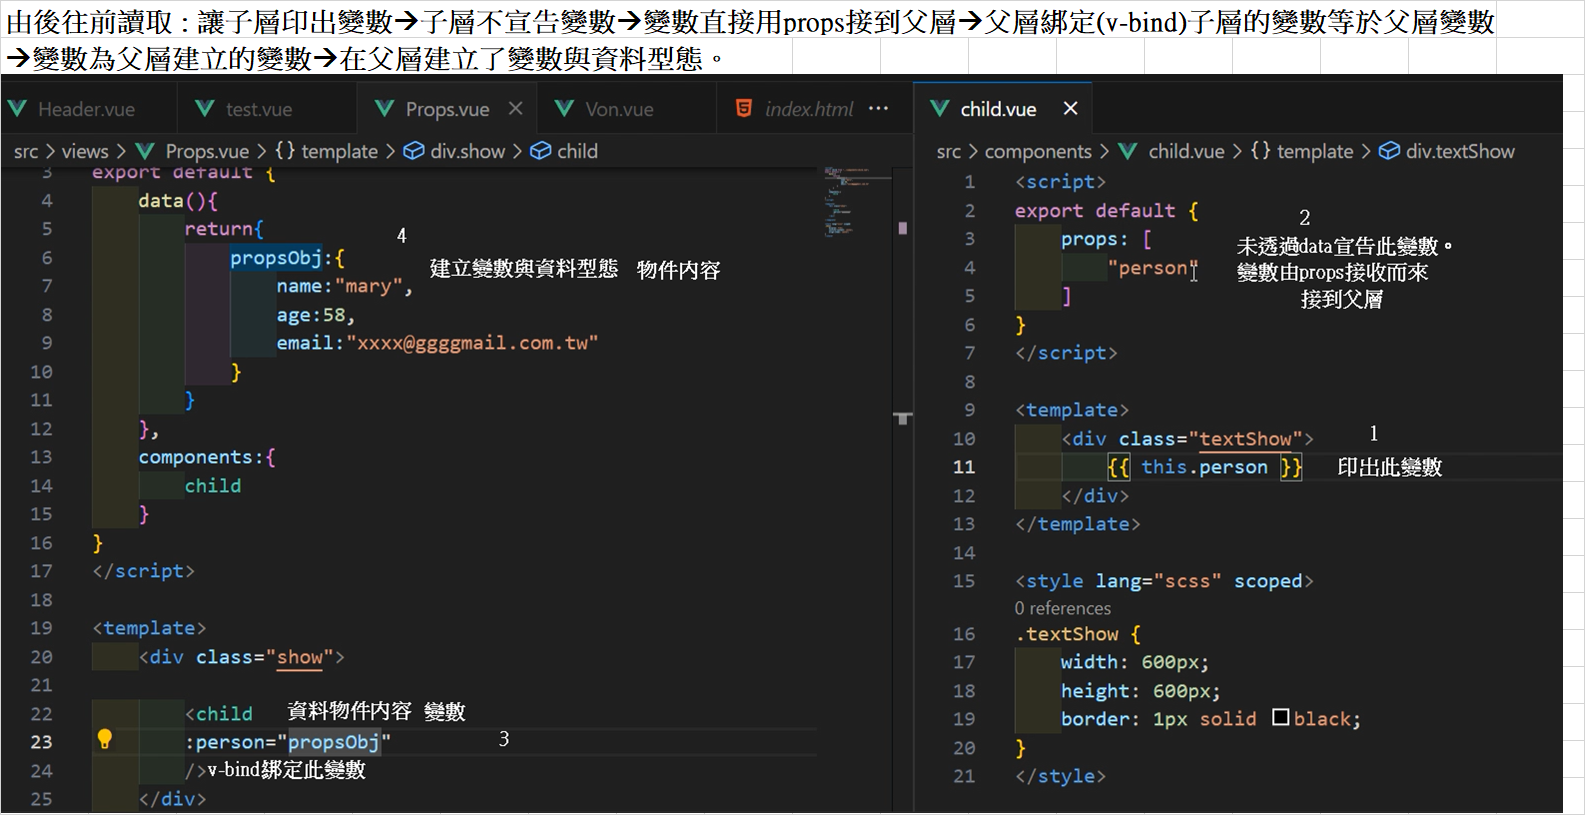 由後往前讀取：讓子層印出變數→子層不宣告變數→變數直接用props接到父層→父層綁定(v-bind)子層的變數等於父層變數
→變數為父層建立的變數→在父層建立了變數與資料型態。
Header.vue test.vue Props.vue × Von.vue index.html ···
src > views > Props.vue > {} template > div.show > child
3 export default {
4 data(){
5 return{
4
6 propsObj:{
建立變數與資料型態 物件內容
7 name:"mary",
8 age:58,
9 email:"xxxx@ggggmail.com.tw"
10 }
11 }
12 },
13 components:{
14 child
15 }
16 }
17 </script>
18
19 <template>
20 <div class="show">
21
22 <child 資料物件內容 變數
23 :person="propsObj" 3
24 />v-bind綁定此變數
25 </div>
child.vue ×
src > components > child.vue > {} template > div.textShow
1 <script>
2 export default {
2
3 props: [
未透過data宣告此變數。
4 "person"
變數由props接收而來
5 ]
接到父層
6 }
7 </script>
8
9 <template>
10 <div class="textShow"> 1
11 {{ this.person }} 印出此變數
12 </div>
13 </template>
14
15 <style lang="scss" scoped>
0 references
16 .textShow {
17 width: 600px;
18 height: 600px;
19 border: 1px solid black;
20 }
21 </style>